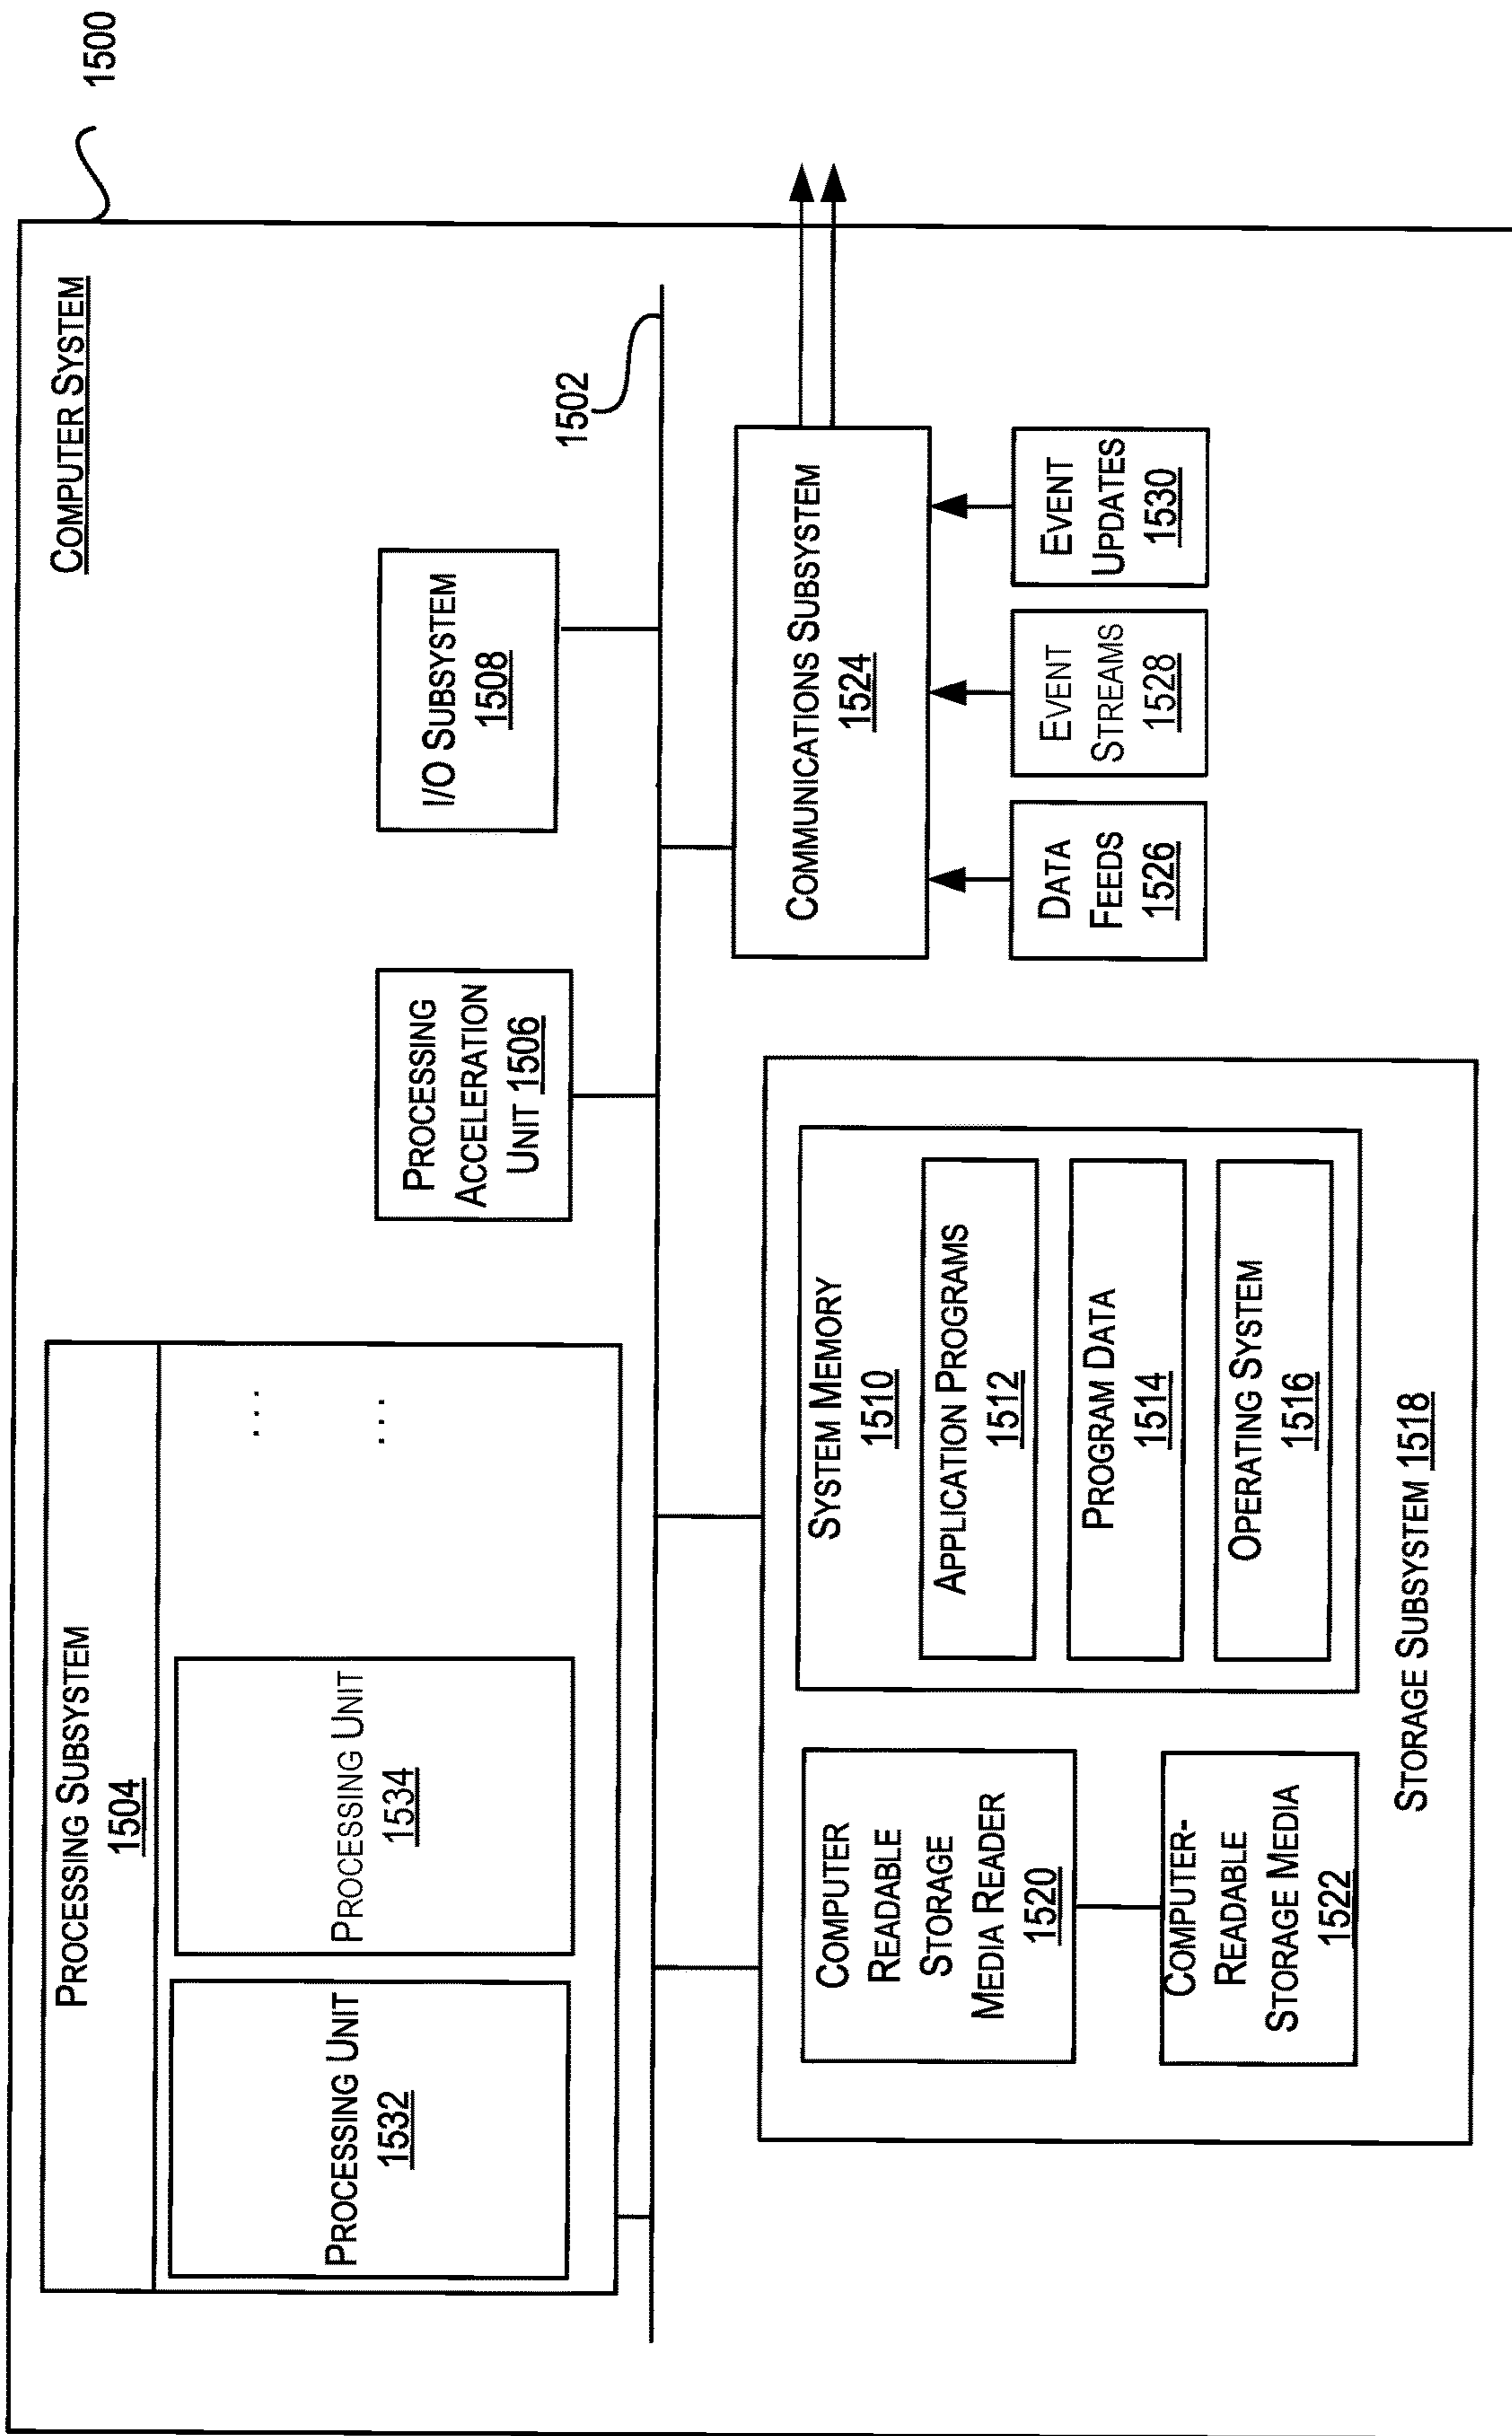 1500
COMPUTER SYSTEM
PROCESSING SUBSYSTEM
1504
PROCESSING UNIT
1532
PROCESSING UNIT
1534
. . .
. . .
PROCESSING
ACCELERATION
UNIT 1506
I/O SUBSYSTEM
1508
1502
COMPUTER
READABLE
STORAGE
MEDIA READER
1520
COMPUTER-
READABLE
STORAGE MEDIA
1522
SYSTEM MEMORY
1510
APPLICATION PROGRAMS
1512
PROGRAM DATA
1514
OPERATING SYSTEM
1516
STORAGE SUBSYSTEM 1518
COMMUNICATIONS SUBSYSTEM
1524
DATA
FEEDS
1526
EVENT
STREAMS
1528
EVENT
UPDATES
1530